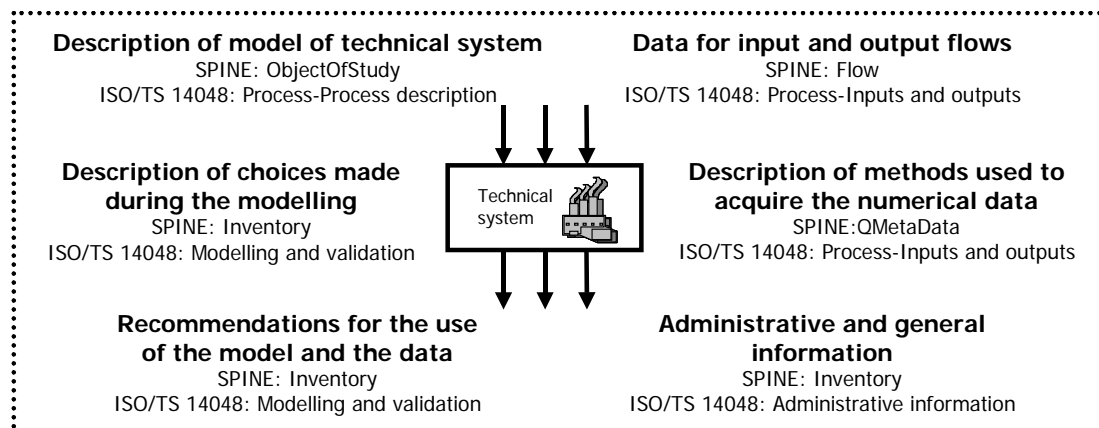 Description of model of technical system
SPINE: ObjectOfStudy
ISO/TS 14048: Process-Process description
Data for input and output flows
SPINE: Flow
ISO/TS 14048: Process-Inputs and outputs
Description of choices made
during the modelling
SPINE: Inventory
ISO/TS 14048: Modelling and validation
Technical
system
Description of methods used to
acquire the numerical data
SPINE:QMetaData
ISO/TS 14048: Process-Inputs and outputs
Recommendations for the use
of the model and the data
SPINE: Inventory
ISO/TS 14048: Modelling and validation
Administrative and general
information
SPINE: Inventory
ISO/TS 14048: Administrative information